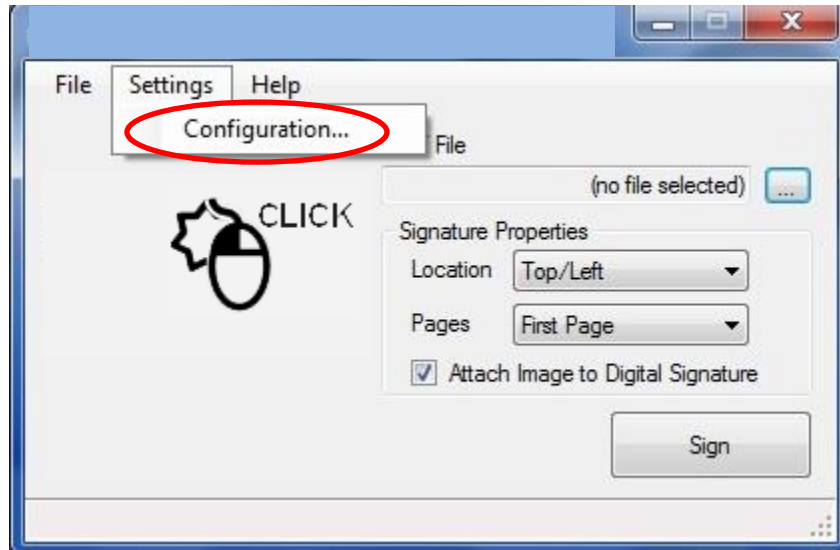 File Settings Help
Configuration...
File
(no file selected) ...
CLICK
Signature Properties
Location Top/Left
Pages First Page
Attach Image to Digital Signature
Sign